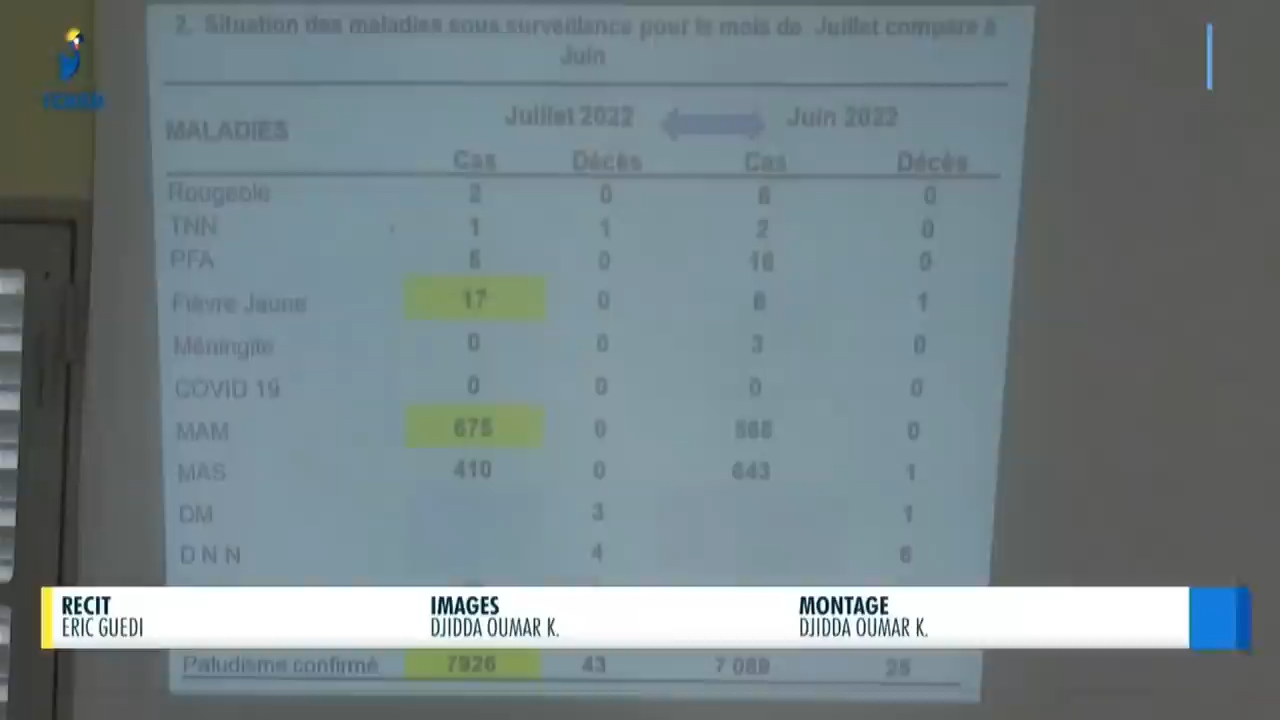 2. Situation des maladies sous surveillance pour le mois de Juillet compare à
Juin
MALADIES Juillet 2022 Juin 2022
Cas Décès Cas Décès
Rougeole 2 0 6 0
TNN 1 1 2 0
PFA 5 0 16 0
Fièvre Jaune 17 0 6 1
Méningite 0 0 3 0
COVID 19 0 0 0 0
MAM 675 0 0
MAS 410 0 643 1
DM 3 1
D N N 4 6
RECIT IMAGES MONTAGE
ERIC GUEDI DJIDDA OUMAR K. DJIDDA OUMAR K.
Paludisme confirmé 7926 43 7 089